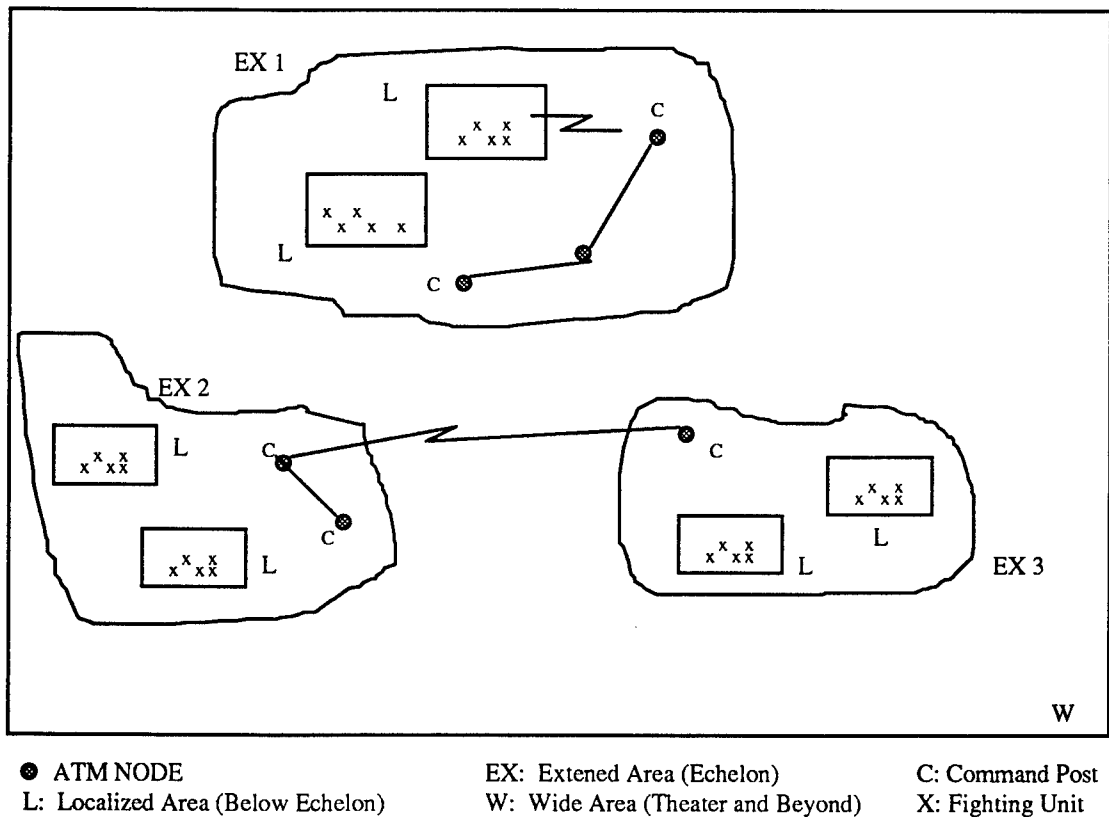 EX 1
L
C
x x
x x x
x x
x x x
L
C
EX 2
L
x x
x x x
C
C
C
x x
x x x
L
x x
x x x
L
x x
x x x
L
EX 3
W
ATM NODE
EX: Extened Area (Echelon)
C: Command Post
L: Localized Area (Below Echelon)
W: Wide Area (Theater and Beyond)
X: Fighting Unit